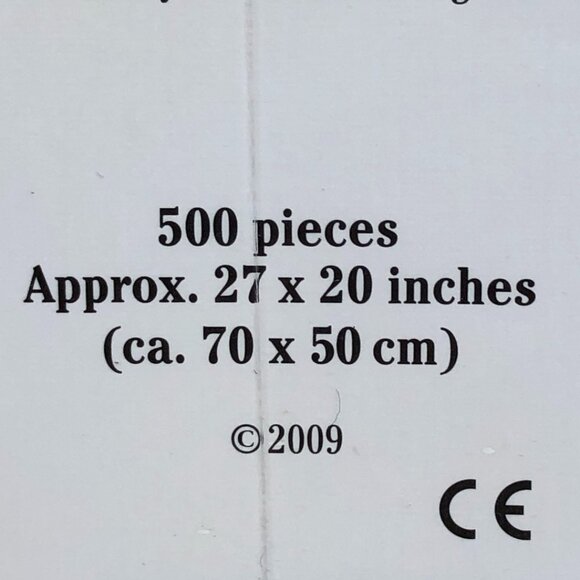 500 pieces
Approx. 27 x 20 inches
(ca. 70 x 50 cm)
© 2009
CE